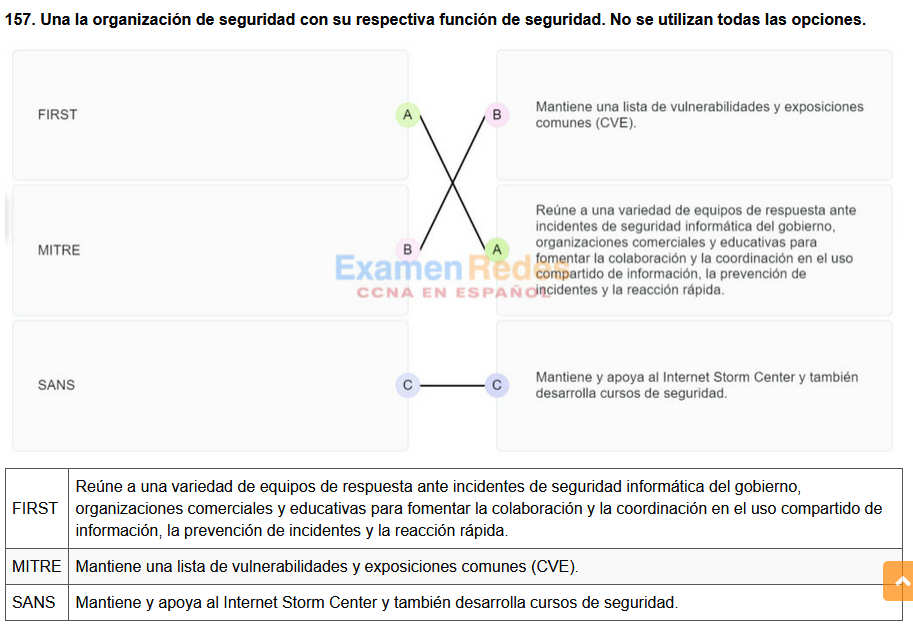 157. Una la organización de seguridad con su respectiva función de seguridad. No se utilizan todas las opciones.
FIRST
A
B
Mantiene una lista de vulnerabilidades y exposiciones
comunes (CVE).
MITRE
B
A
Reúne a una variedad de equipos de respuesta ante
incidentes de seguridad informática del gobierno,
organizaciones comerciales y educativas para
fomentar la colaboración y la coordinación en el uso
compartido de información, la prevención de
incidentes y la reacción rápida.
Examen Redes
CCNA EN ESPAÑOL
SANS
C
C
Mantiene y apoya al Internet Storm Center y también
desarrolla cursos de seguridad.
FIRST
Reúne a una variedad de equipos de respuesta ante incidentes de seguridad informática del gobierno,
organizaciones comerciales y educativas para fomentar la colaboración y la coordinación en el uso compartido de
información, la prevención de incidentes y la reacción rápida.
MITRE
Mantiene una lista de vulnerabilidades y exposiciones comunes (CVE).
SANS
Mantiene y apoya al Internet Storm Center y también desarrolla cursos de seguridad.